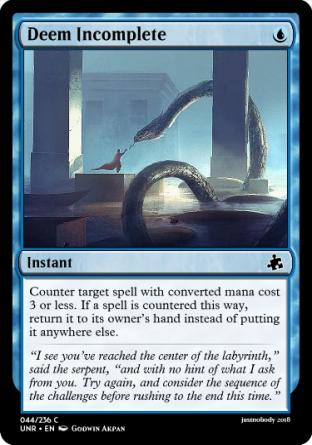 Deem Incomplete
Instant
Counter target spell with converted mana cost
3 or less. If a spell is countered this way,
return it to its owner's hand instead of putting
it anywhere else.
“I see you've reached the center of the labyrinth,”
said the serpent, “and with no hint of what I ask
from you. Try again, and consider the sequence of
the challenges before rushing to the end this time.”
044/236 C
justnobody 2018
UNR • EN Godwin Akpan